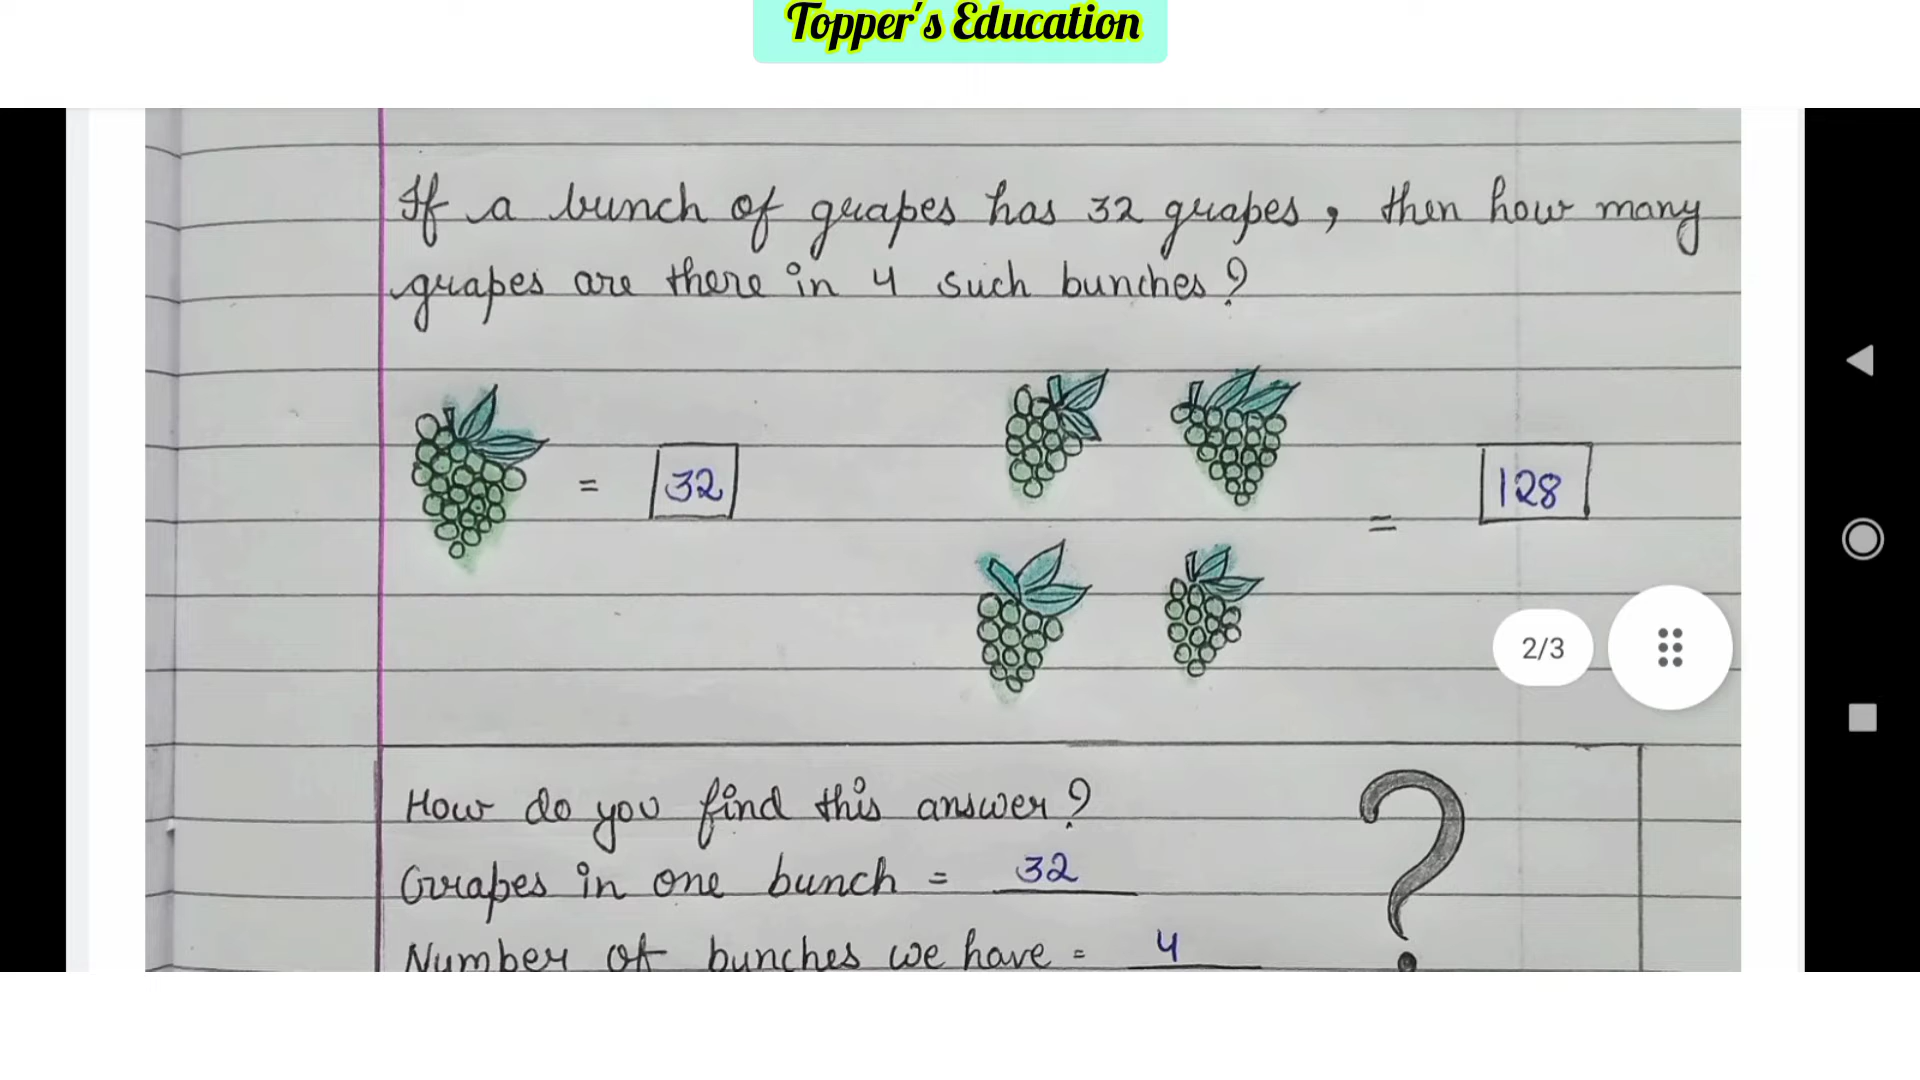 Topper's Education
If a bunch of grapes has 32 grapes, then how many
grapes are there in 4 such bunches?
= 32
= 128
2/3
How do you find this answer?
Grapes in one bunch = 32
Number of bunches we have = 4
?